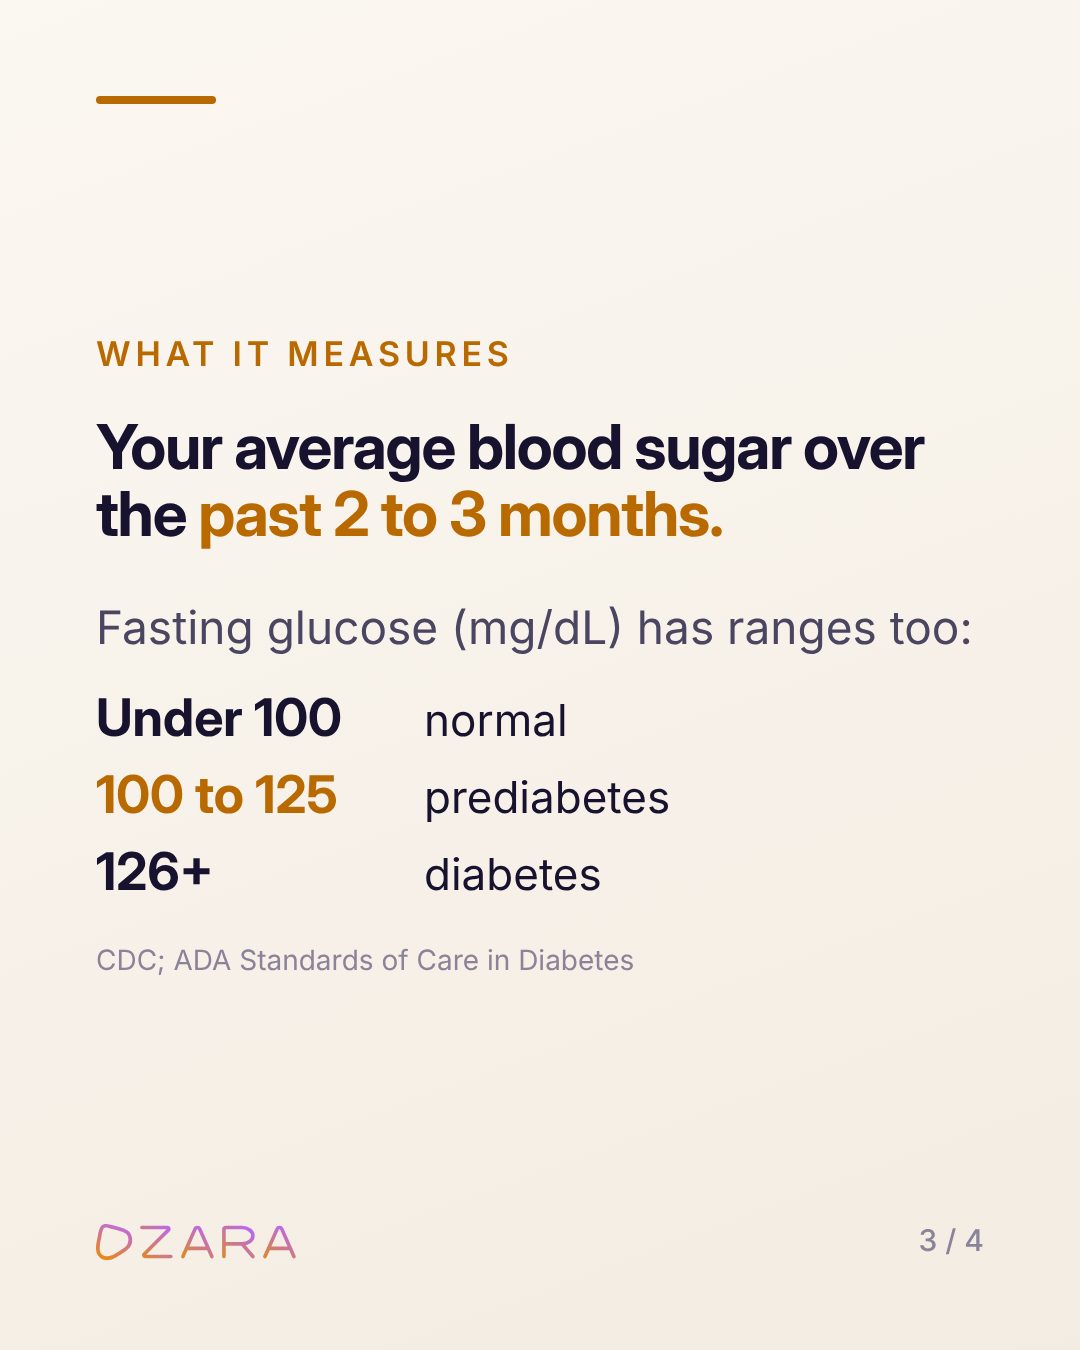 WHAT IT MEASURES
Your average blood sugar over
the past 2 to 3 months.
Fasting glucose (mg/dL) has ranges too:
Under 100 normal
100 to 125 prediabetes
126+ diabetes
CDC; ADA Standards of Care in Diabetes
DZARA
3 / 4